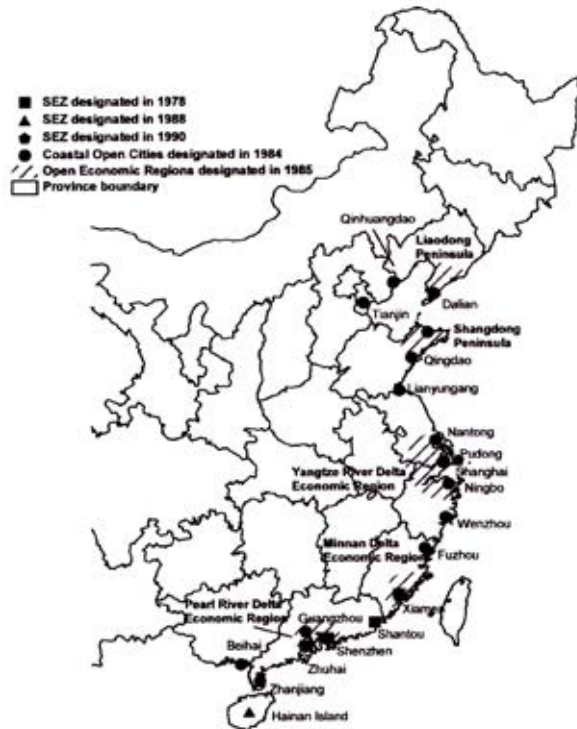 SEZ designated in 1978
SEZ designated in 1988
SEZ designated in 1990
Coastal Open Cities designated in 1984
Open Economic Regions designated in 1985
Province boundary
Qinhuangdao
Liaodong
Peninsula
Dalian
Tianjin
Shangdong
Peninsula
Qingdao
Lianyungang
Nantong
Pudong
Shanghai
Yangtze River Delta
Economic Region
Ningbo
Wenzhou
Minnan Delta
Economic Region
Fuzhou
Xiamen
Pearl River Delta
Economic Region
Guangzhou
Shantou
Shenzhen
Beihai
Zhuhai
Zhanjiang
Hainan Island